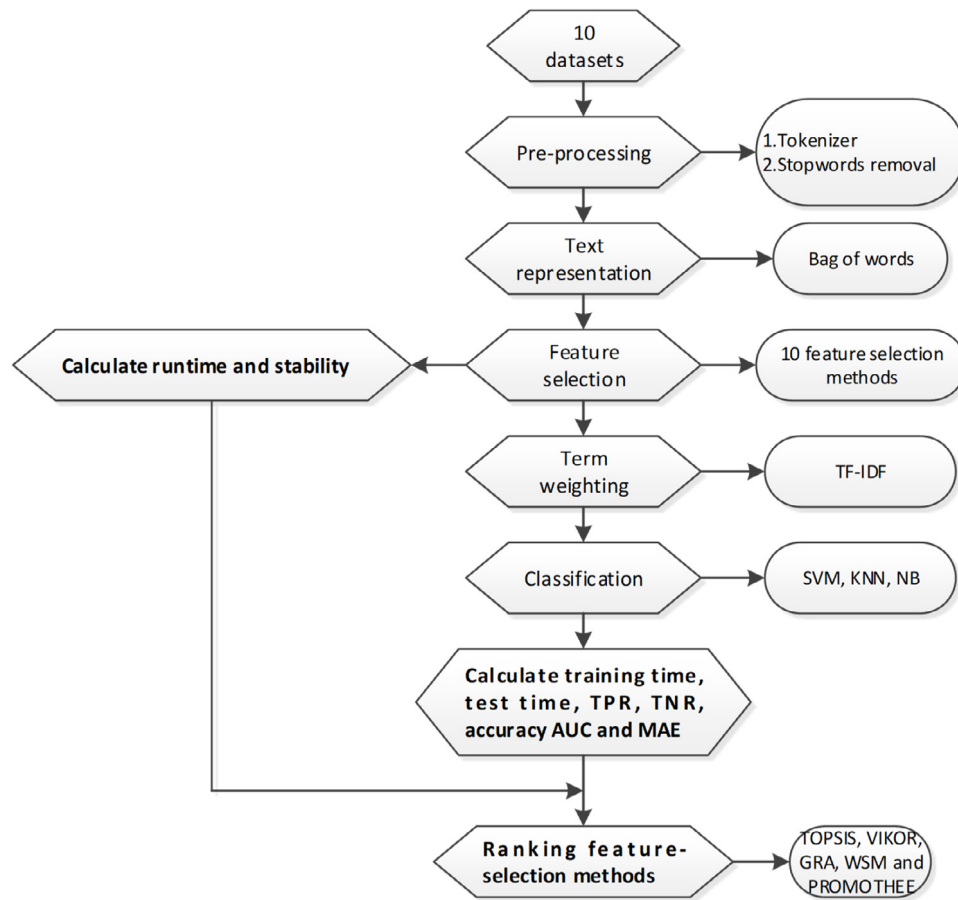 10
datasets
Pre-processing
1.Tokenizer
2.Stopwords removal
Text
representation
Bag of words
Calculate runtime and stability
Feature
selection
10 feature selection
methods
Term
weighting
TF-IDF
Classification
SVM, KNN, NB
Calculate training time,
test time, TPR, TNR,
accuracy AUC and MAE
Ranking feature-
selection methods
TOPSIS, VIKOR,
GRA, WSM and
PROMOTHEE